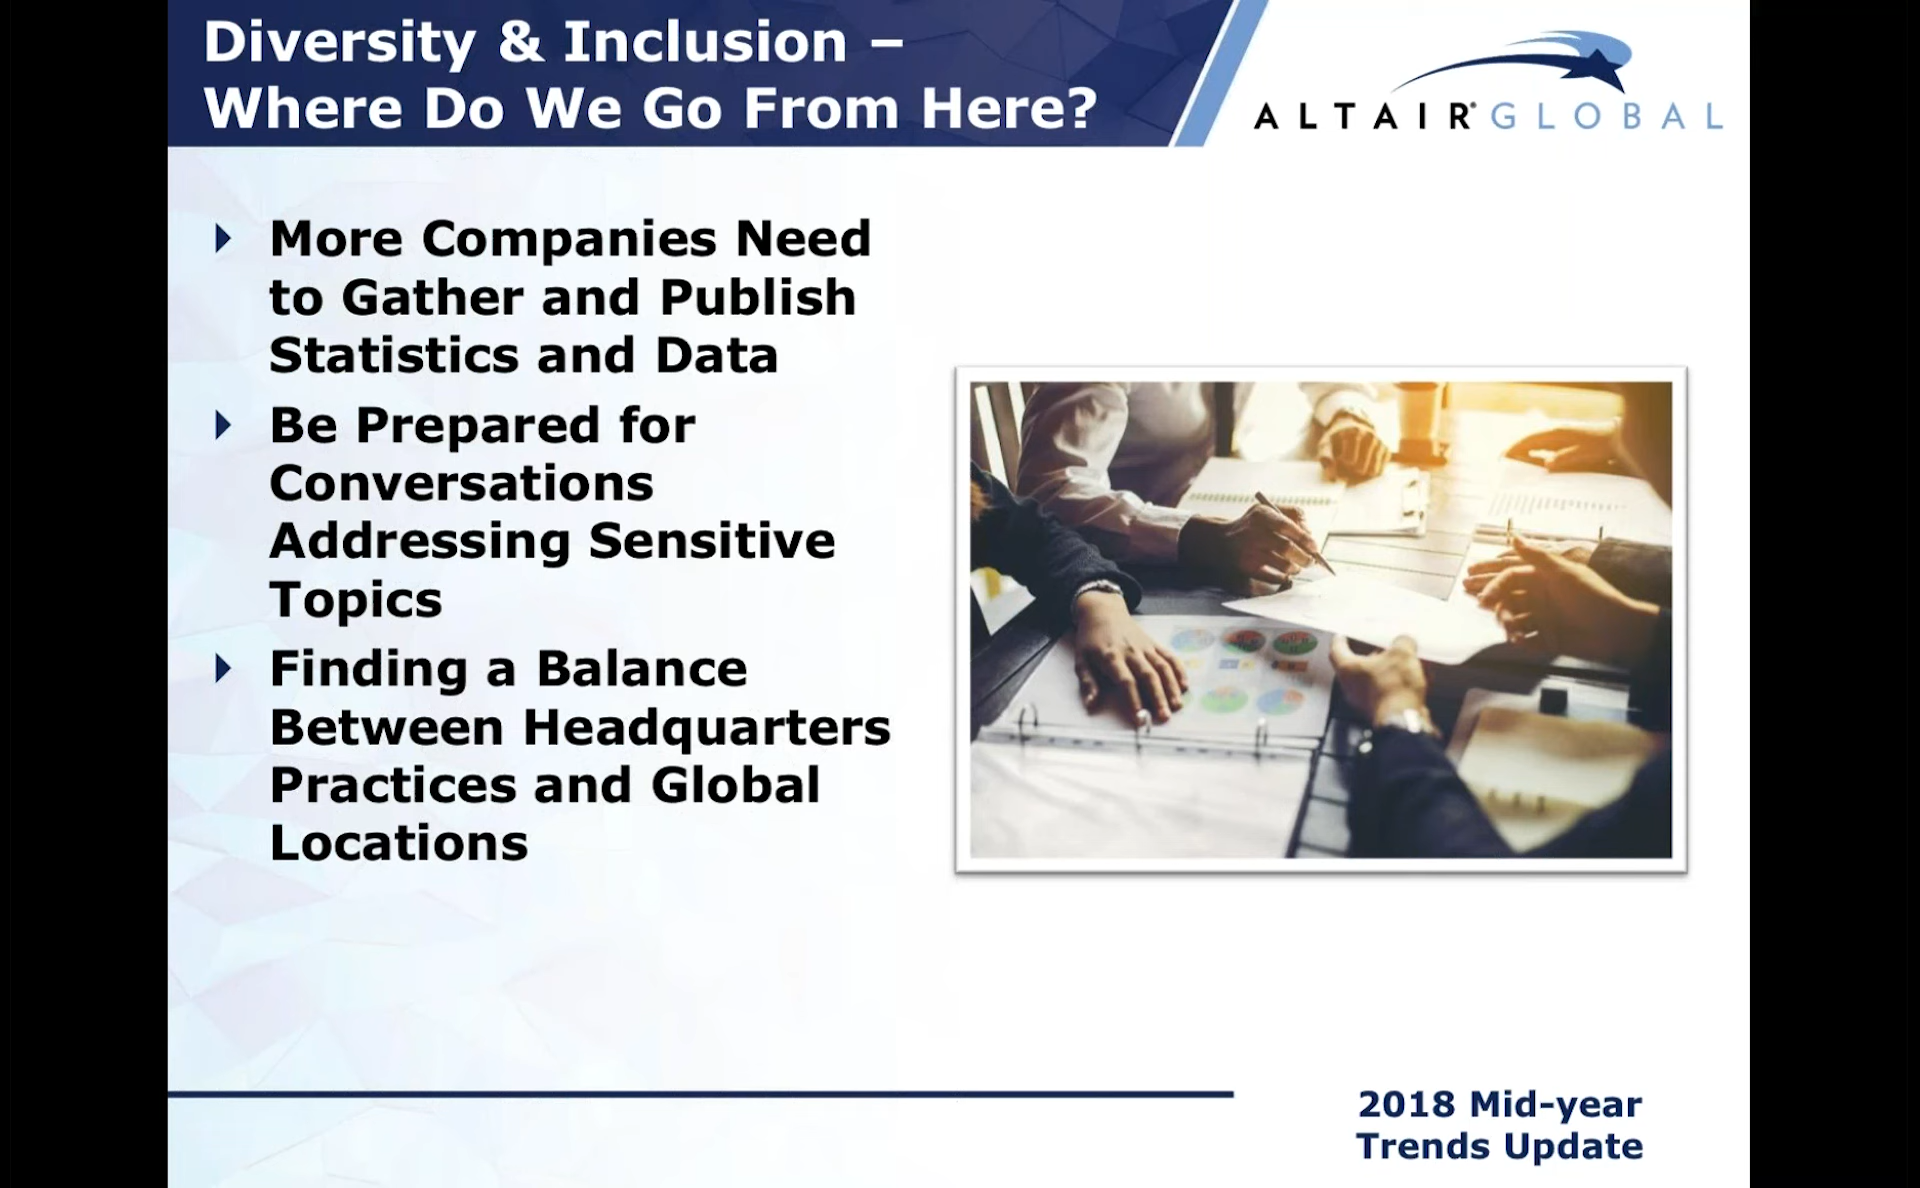 Diversity & Inclusion –
Where Do We Go From Here?
ALTAIR® GLOBAL
More Companies Need
to Gather and Publish
Statistics and Data
Be Prepared for
Conversations
Addressing Sensitive
Topics
Finding a Balance
Between Headquarters
Practices and Global
Locations
2018 Mid-year
Trends Update